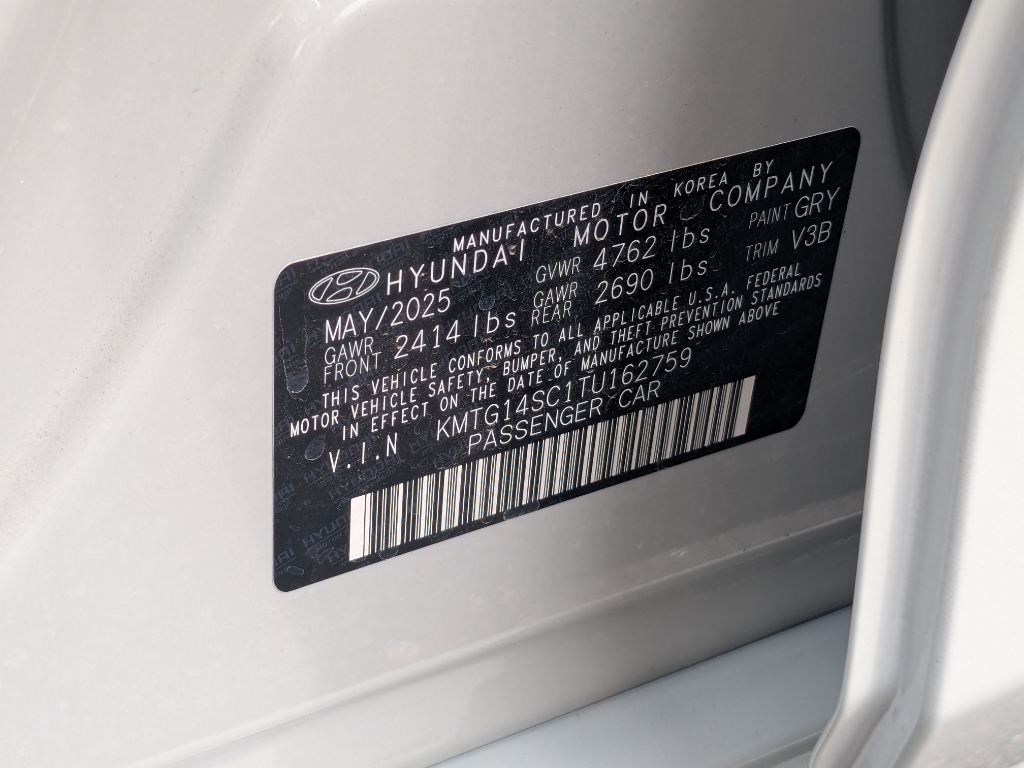 MANUFACTURED IN KOREA BY
HYUNDAI MOTOR COMPANY
MAY/2025 GVWR 4762 lbs PAINT GRY
GAWR FRONT 2414 lbs GAWR REAR 2690 lbs TRIM V3B
THIS VEHICLE CONFORMS TO ALL APPLICABLE U.S.A. FEDERAL
MOTOR VEHICLE SAFETY, BUMPER, AND THEFT PREVENTION STANDARDS
IN EFFECT ON THE DATE OF MANUFACTURE SHOWN ABOVE
V.I.N KMTG14SC1TU162759
PASSENGER CAR